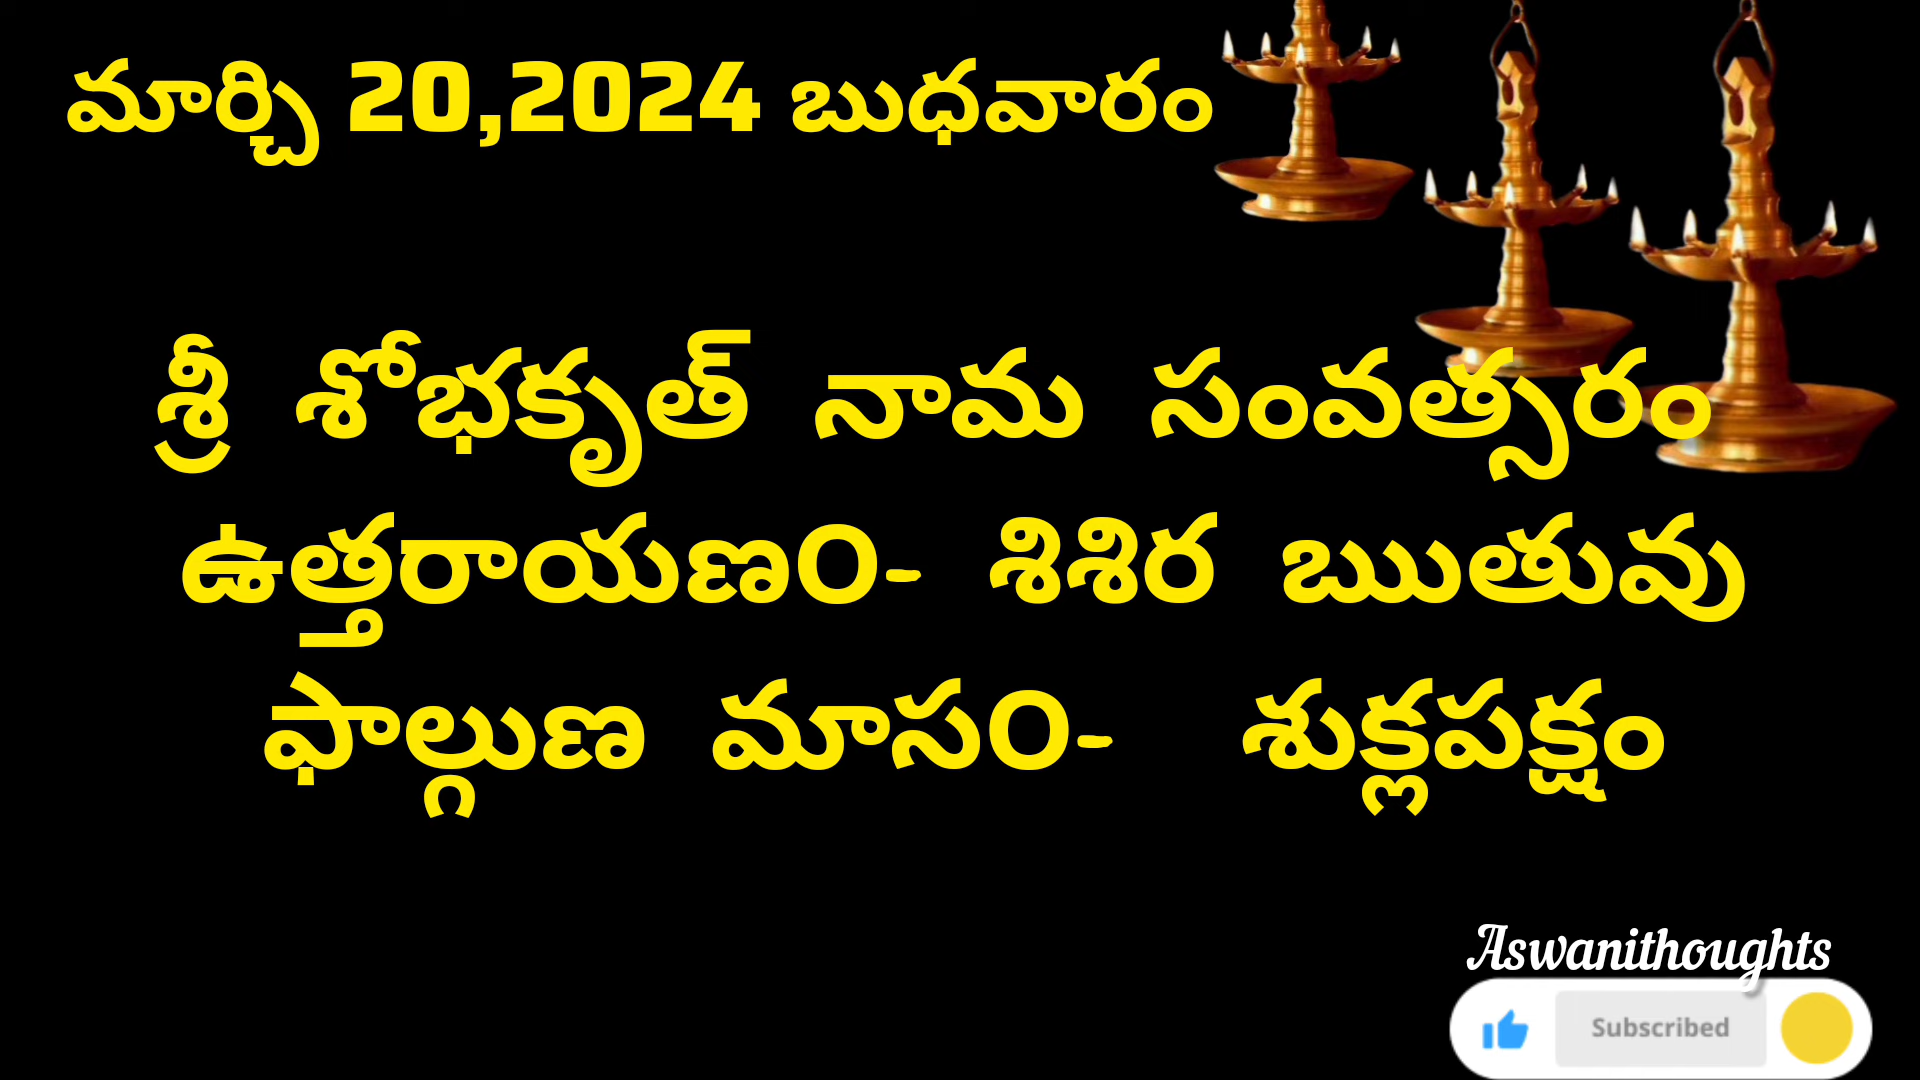 మార్చి 20,2024 బుధవారం
శ్రీ శోభకృత్ నామ సంవత్సరం
ఉత్తరాయణం- శిశిర ఋతువు
ఫాల్గుణ మాసం- శుక్లపక్షం
Aswanithoughts
Subscribed